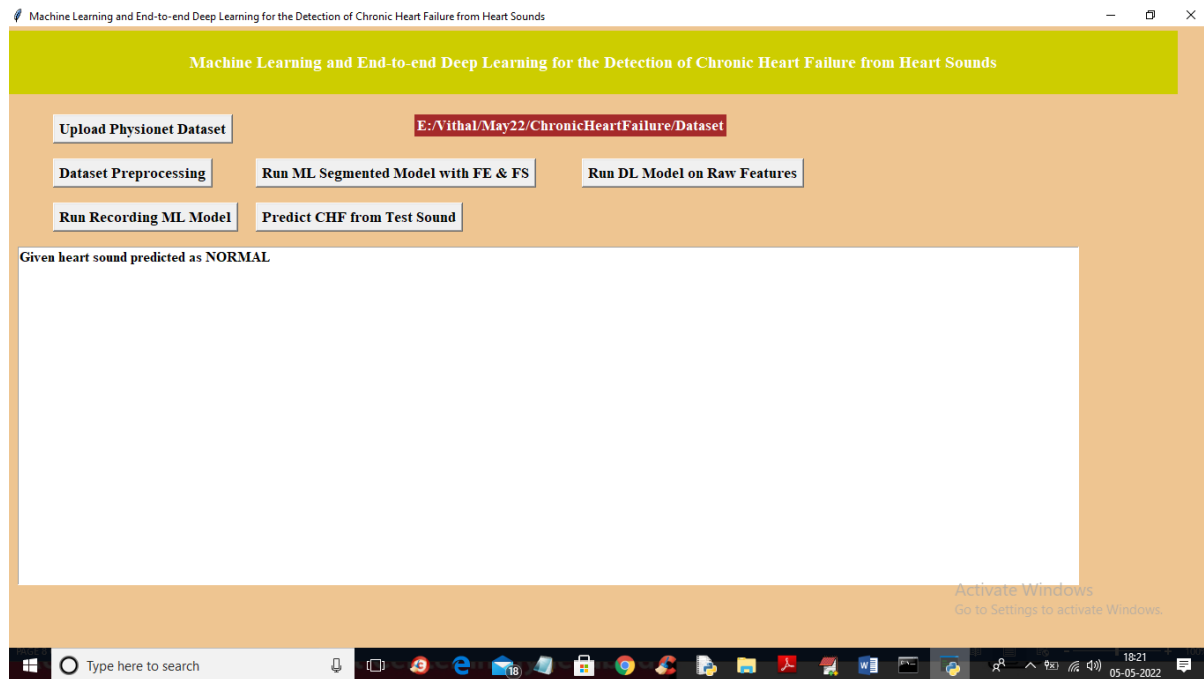 Machine Learning and End-to-end Deep Learning for the Detection of Chronic Heart Failure from Heart Sounds
Machine Learning and End-to-end Deep Learning for the Detection of Chronic Heart Failure from Heart Sounds
Upload Physionet Dataset
E:/Vithal/May22/ChronicHeartFailure/Dataset
Dataset Preprocessing
Run ML Segmented Model with FE & FS
Run DL Model on Raw Features
Run Recording ML Model
Predict CHF from Test Sound
Given heart sound predicted as NORMAL
Activate Windows
Go to Settings to activate Windows.
Type here to search
18
18:21
05-05-2022